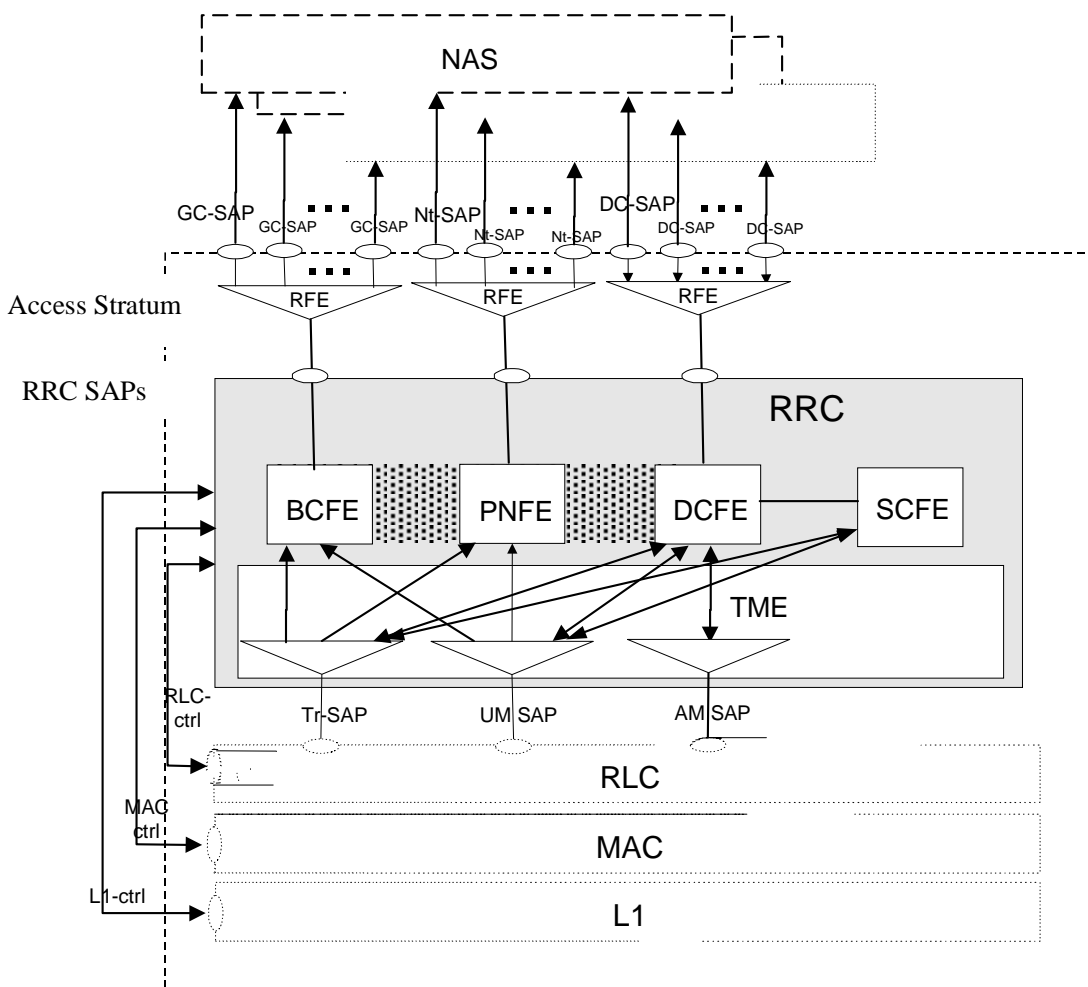 NAS
GC-SAP
GC-SAP
GC-SAP
Nt-SAP
Nt-SAP
Nt-SAP
DC-SAP
DC-SAP
DC-SAP
RFE
RFE
RFE
Access Stratum
RRC SAPs
RRC
BCFE
PNFE
DCFE
SCFE
TME
RLC-
ctrl
Tr-SAP
UM SAP
AM SAP
RLC
MAC
ctrl
MAC
L1-ctrl
L1